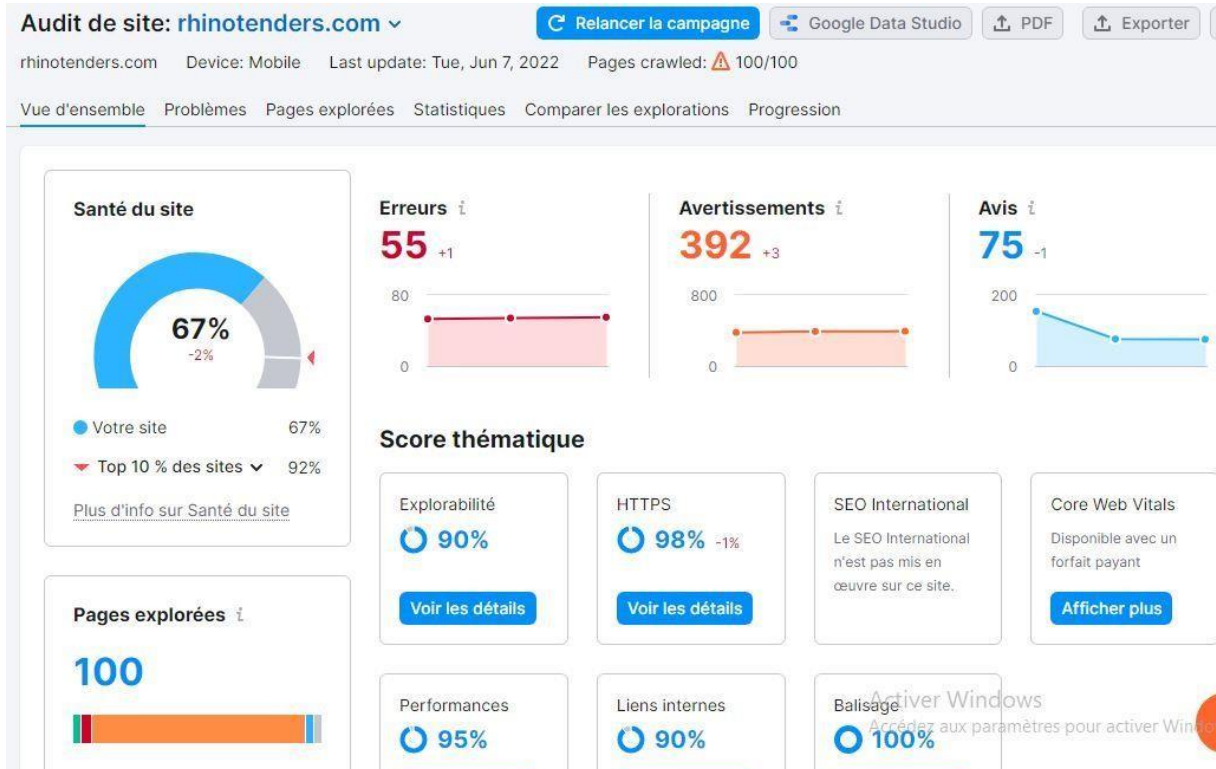 Audit de site: rhinotenders.com
Relancer la campagne
Google Data Studio
PDF
Exporter
rhinotenders.com Device: Mobile Last update: Tue, Jun 7, 2022 Pages crawled: 100/100
Vue d'ensemble Problèmes Pages explorées Statistiques Comparer les explorations Progression
Santé du site
67%
-2%
Votre site 67%
Top 10 % des sites 92%
Plus d'info sur Santé du site
Erreurs i
55 +1
80
0
Avertissements i
392 +3
800
0
Avis i
75 -1
200
0
Score thématique
Explorabilité
90%
Voir les détails
HTTPS
98% -1%
Voir les détails
SEO International
Le SEO International
n'est pas mis en
œuvre sur ce site.
Core Web Vitals
Disponible avec un
forfait payant
Afficher plus
Pages explorées i
100
Performances
95%
Liens internes
90%
Balisage
100%
Activer Windows
Accédez aux paramètres pour activer Windo